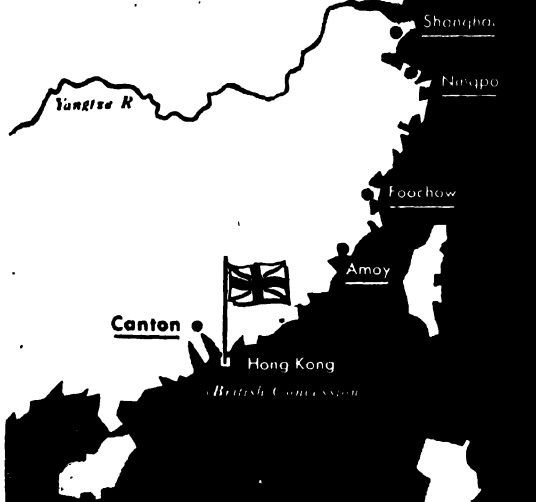 Shanghai
Ningpo
Yangtze R
Foochow
Amoy
Canton
Hong Kong
(British Concession